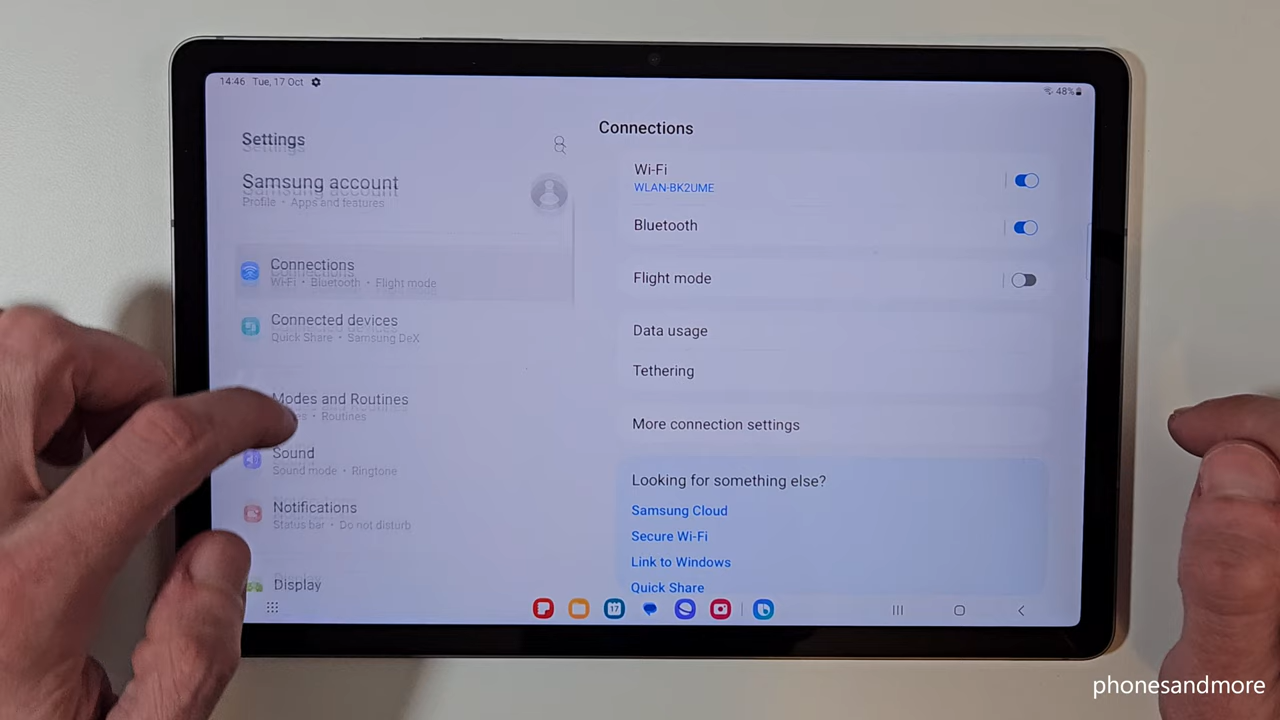 14:46 Tue, 17 Oct
48%
Settings
Samsung account
Profile • Apps and features
Connections
Wi-Fi • Bluetooth • Flight mode
Connected devices
Quick Share • Samsung DeX
Modes and Routines
• Routines
Sound
Sound mode • Ringtone
Notifications
Status bar • Do not disturb
Display
Connections
Wi-Fi
WLAN-BK2UME
Bluetooth
Flight mode
Data usage
Tethering
More connection settings
Looking for something else?
Samsung Cloud
Secure Wi-Fi
Link to Windows
Quick Share
17
phonesandmore